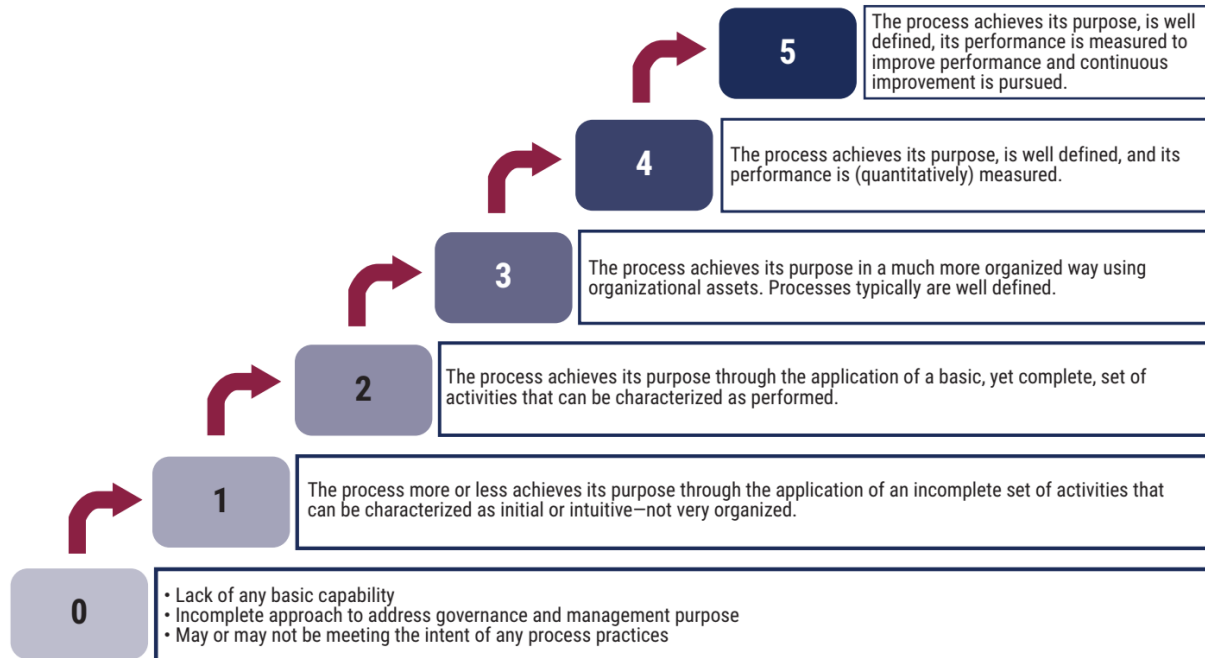 5
The process achieves its purpose, is well
defined, its performance is measured to
improve performance and continuous
improvement is pursued.
4
The process achieves its purpose, is well defined, and its
performance is (quantitatively) measured.
3
The process achieves its purpose in a much more organized way using
organizational assets. Processes typically are well defined.
2
The process achieves its purpose through the application of a basic, yet complete, set of
activities that can be characterized as performed.
1
The process more or less achieves its purpose through the application of an incomplete set of activities that
can be characterized as initial or intuitive—not very organized.
0
• Lack of any basic capability
• Incomplete approach to address governance and management purpose
• May or may not be meeting the intent of any process practices